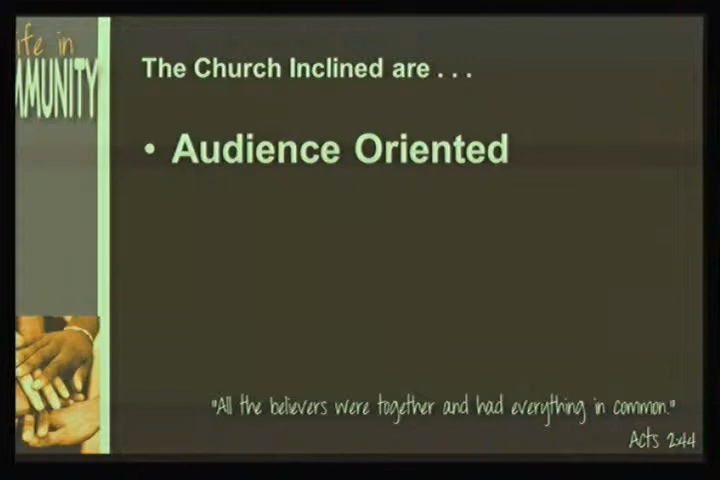 ife in
MMUNITY
The Church Inclined are . . .
• Audience Oriented
"All the believers were together and had everything in common."
Acts 2:44